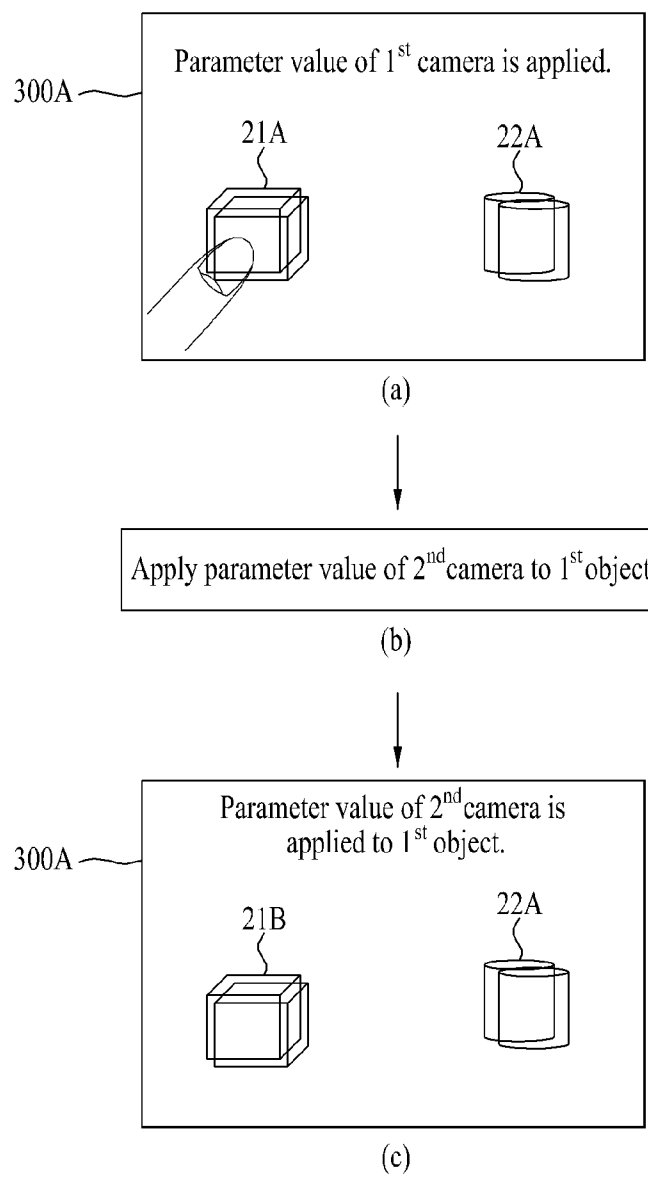 Parameter value of 1st camera is applied.
300A
21A
22A
(a)
Apply parameter value of 2nd camera to 1st object
(b)
Parameter value of 2nd camera is
applied to 1st object.
300A
21B
22A
(c)